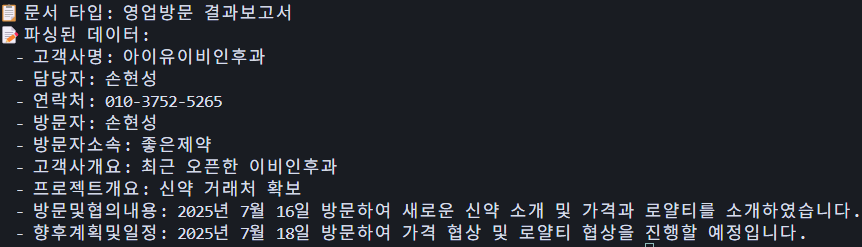 📋 문서 타입: 영업방문 결과보고서
📝 파싱된 데이터:
- 고객사명: 아이유이비인후과
- 담당자: 손현성
- 연락처: 010-3752-5265
- 방문자: 손현성
- 방문자소속: 좋은제약
- 고객사개요: 최근 오픈한 이비인후과
- 프로젝트개요: 신약 거래처 확보
- 방문및협의내용: 2025년 7월 16일 방문하여 새로운 신약 소개 및 가격과 로얄티를 소개하였습니다.
- 향후계획및일정: 2025년 7월 18일 방문하여 가격 협상 및 로얄티 협상을 진행할 예정입니다.